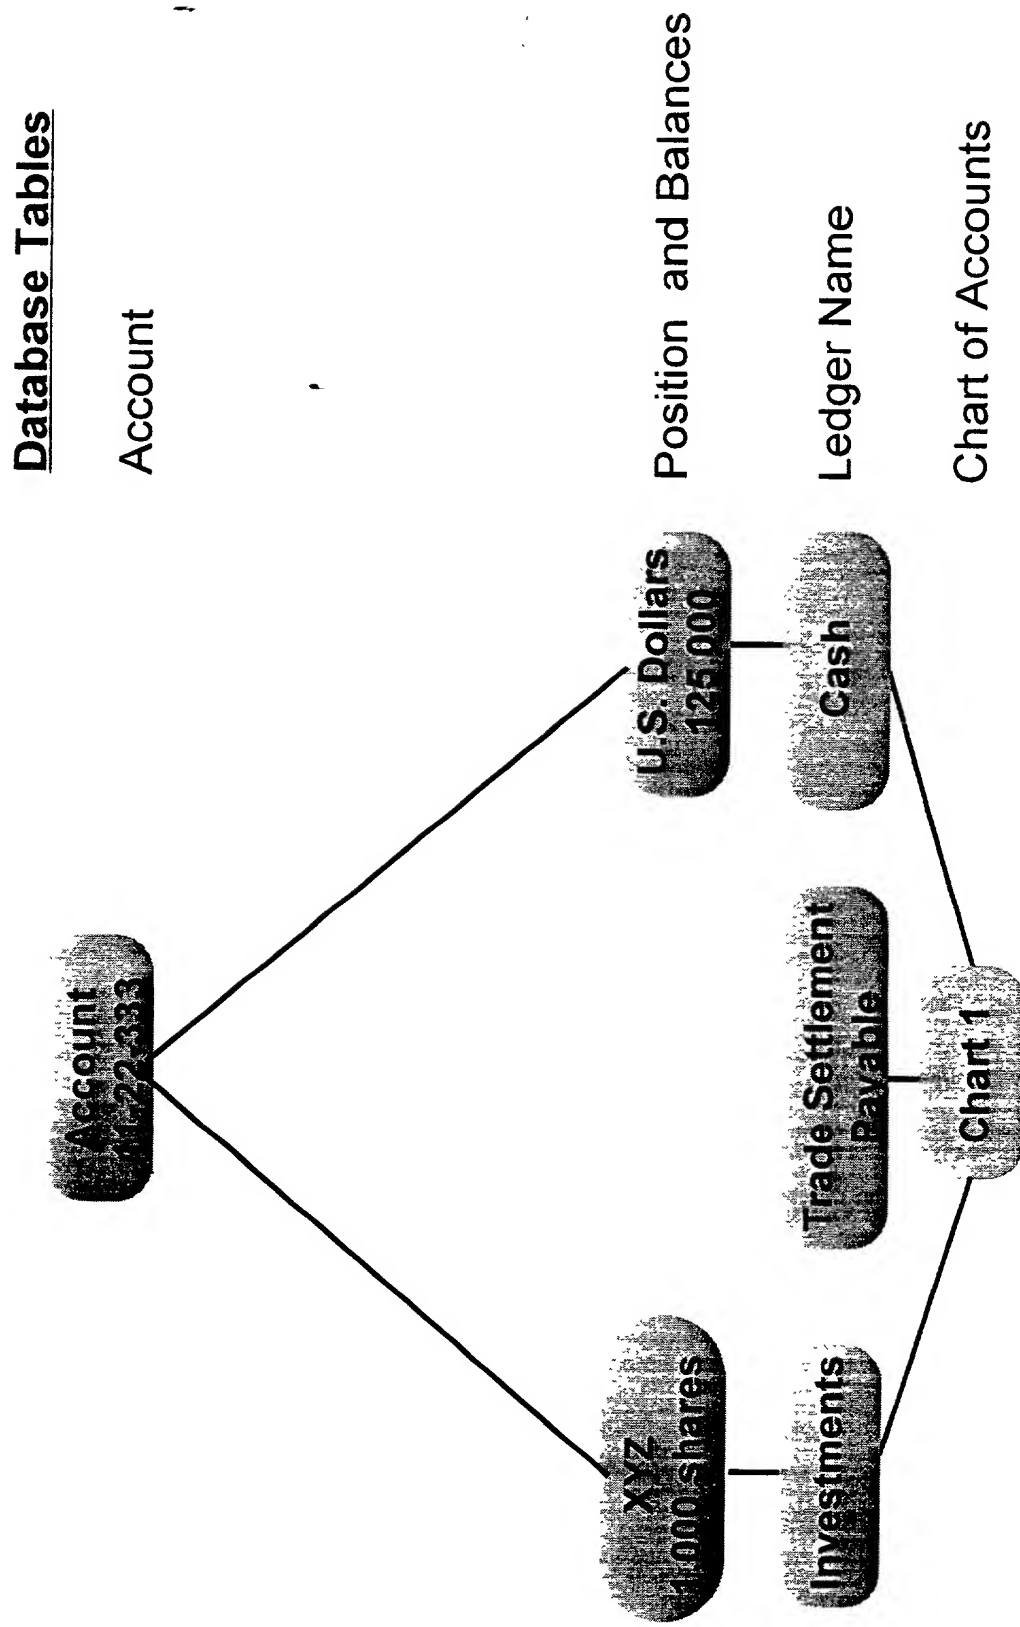 Database Tables
Account
Account
XYZ
1,000 shares
U.S. Dollars
125,000
Position and Balances
Investments
Trade Settlement
Payable
Cash
Ledger Name
Chart 1
Chart of Accounts